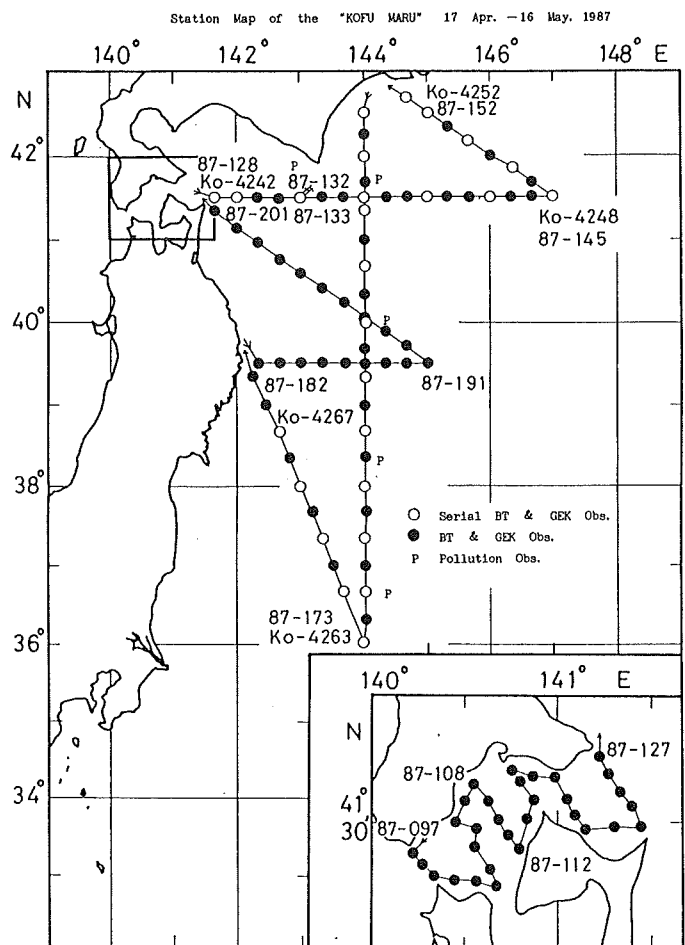 Station Map of the "KOFU MARU" 17 Apr. -16 May. 1987
140° 142° 144° 146° 148° E
N
Ko-4252
87-152
42°
87-128
P
P
Ko-4242
87-132
87-201
87-133
Ko-4248
87-145
40°
P
87-182
87-191
Ko-4267
38°
P
○ Serial BT & GEK Obs.
● BT & GEK Obs.
P Pollution Obs.
P
87-173
Ko-4263
36°
140° 141° E
N
87-127
87-108
34°
41°
30'
87-097
87-112